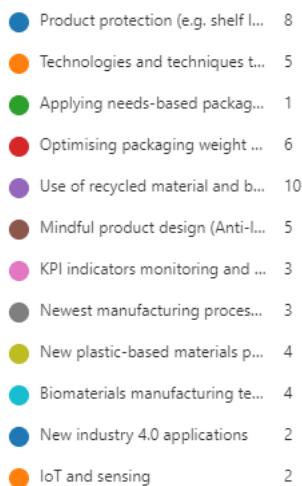 Product protection (e.g. shelf l... 8
Technologies and techniques t... 5
Applying needs-based packag... 1
Optimising packaging weight ... 6
Use of recycled material and b... 10
Mindful product design (Anti-l... 5
KPI indicators monitoring and ... 3
Newest manufacturing proces... 3
New plastic-based materials p... 4
Biomaterials manufacturing te... 4
New industry 4.0 applications 2
IoT and sensing 2